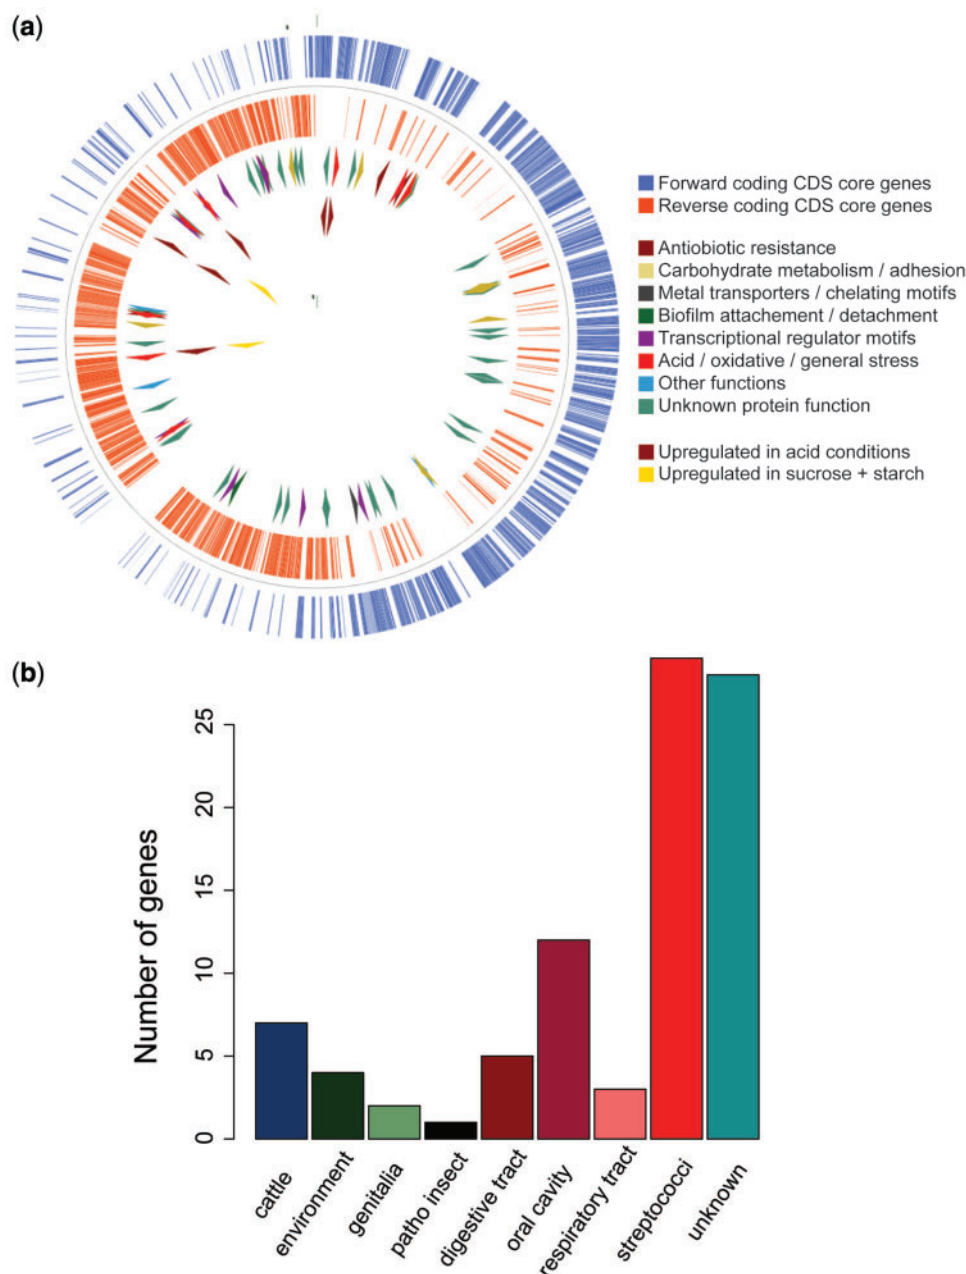 (a)
Forward coding CDS core genes
Reverse coding CDS core genes
Antiobiotic resistance
Carbohydrate metabolism / adhesion
Metal transporters / chelating motifs
Biofilm attachement / detachment
Transcriptional regulator motifs
Acid / oxidative / general stress
Other functions
Unknown protein function
Upregulated in acid conditions
Upregulated in sucrose + starch
(b)
Number of genes
25
20
15
10
5
0
cattle
environment
genitalia
patho insect
digestive tract
oral cavity
respiratory tract
streptococci
unknown